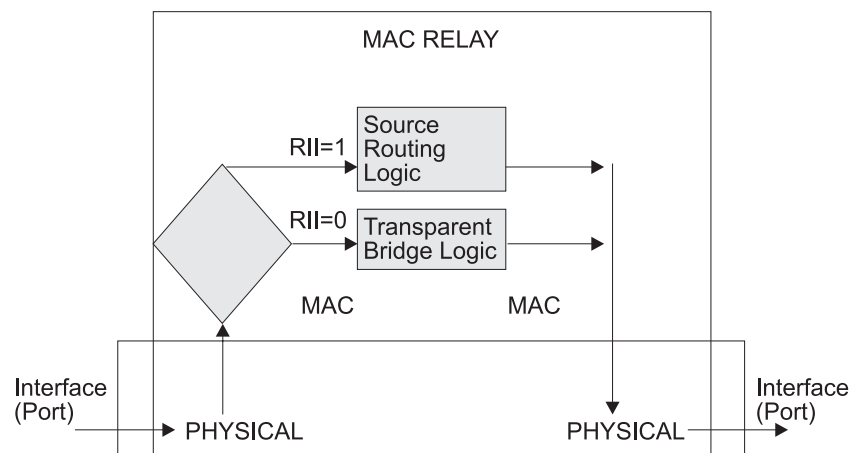 MAC RELAY
RII=1
Source
Routing
Logic
RII=0
Transparent
Bridge Logic
MAC
MAC
Interface
(Port)
PHYSICAL
PHYSICAL
Interface
(Port)